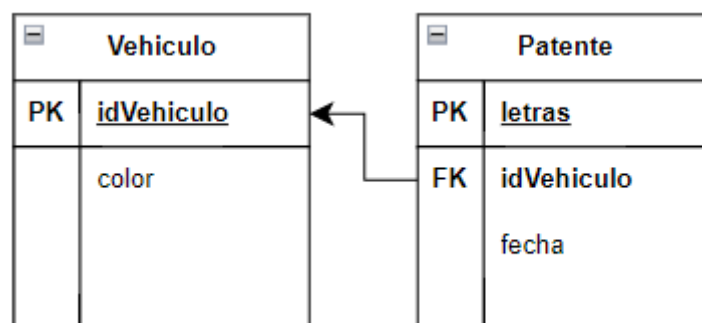 Vehiculo
PK idVehiculo
color
Patente
PK letras
FK idVehiculo
fecha